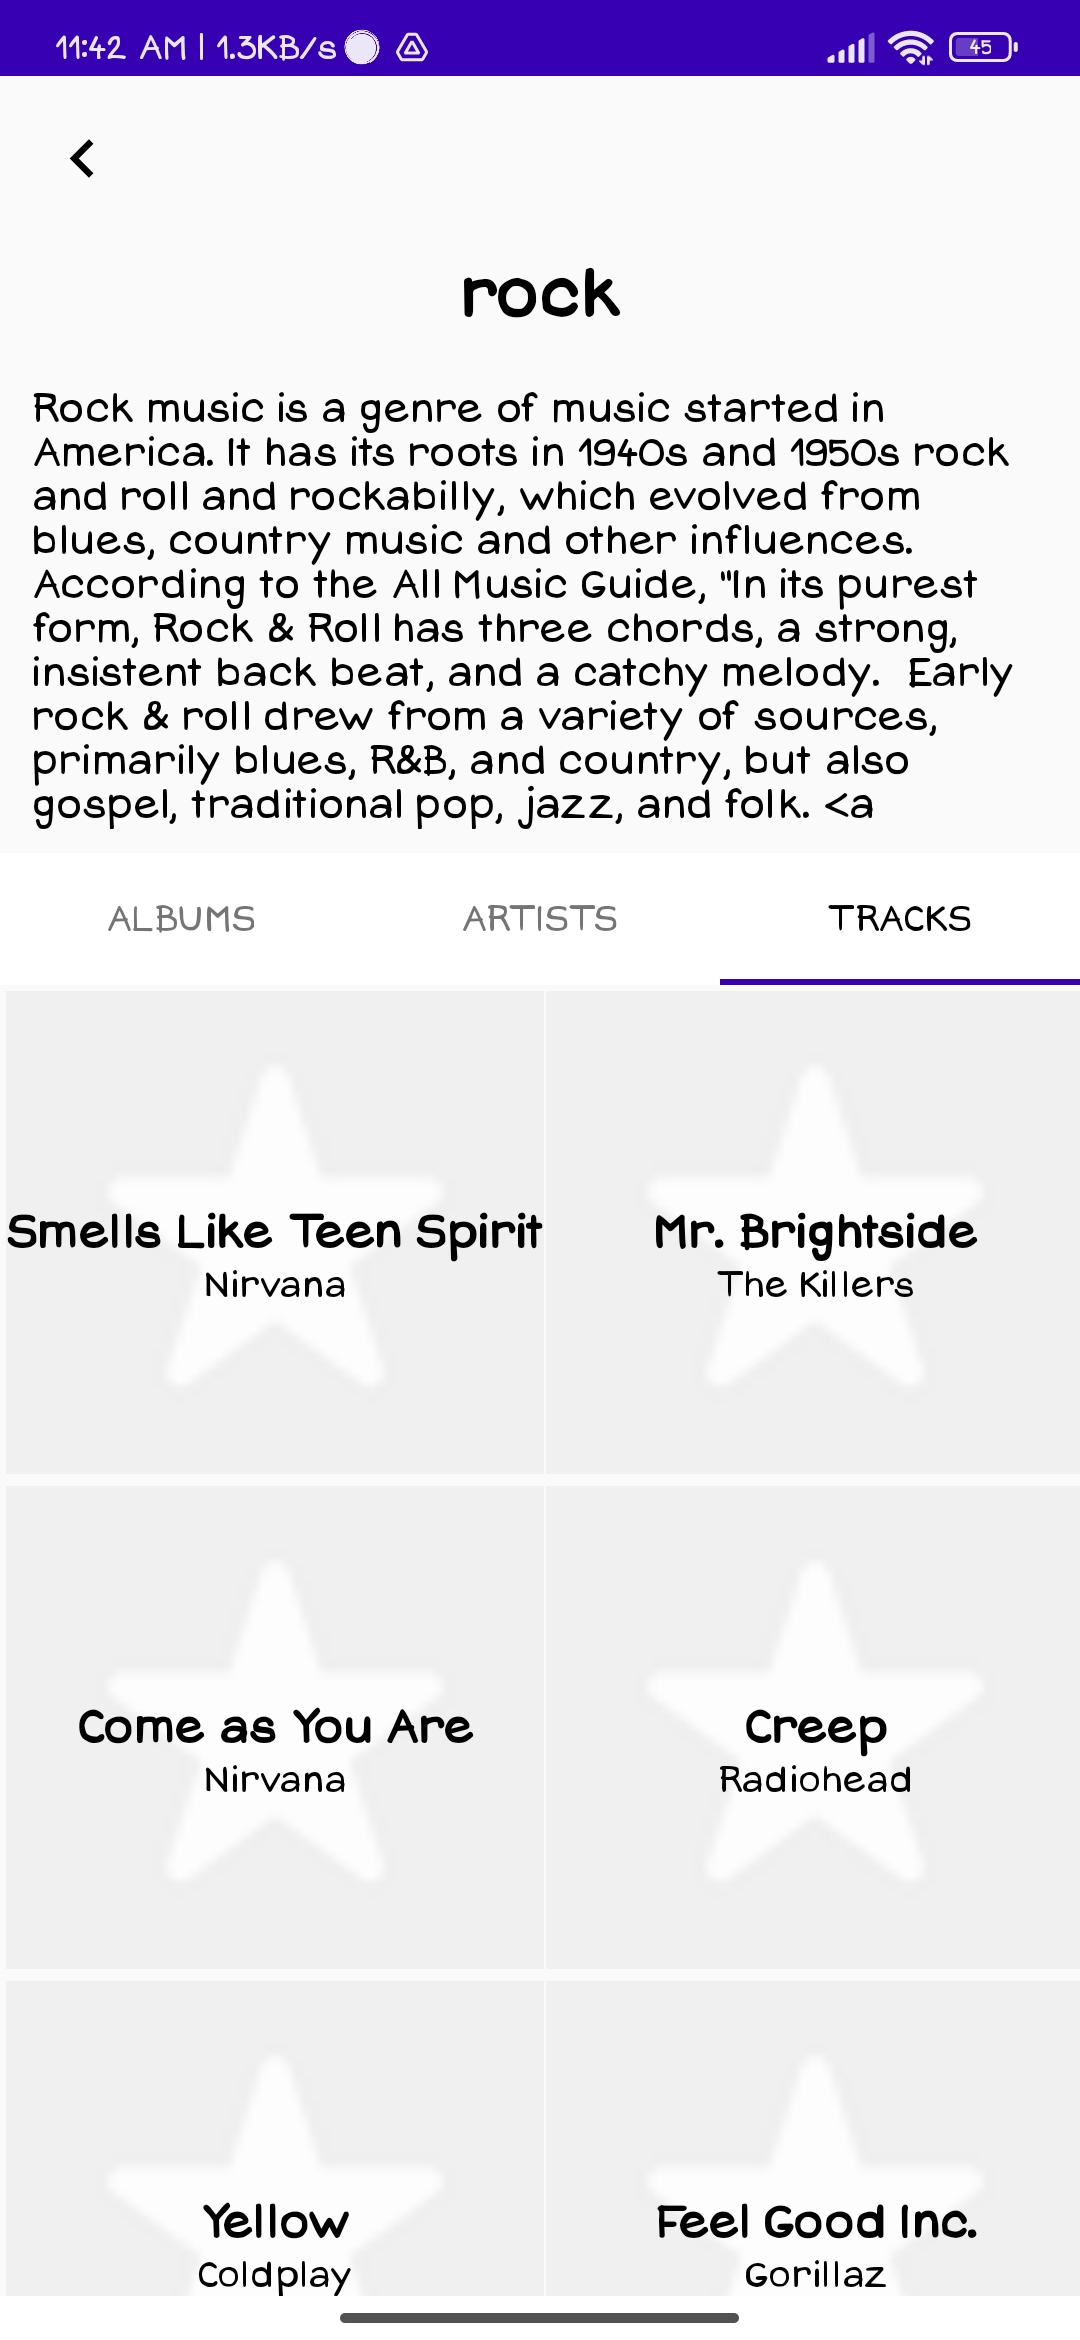 11:42 AM | 1.3KB/s
45
rock
Rock music is a genre of music started in
America. It has its roots in 1940s and 1950s rock
and roll and rockabilly, which evolved from
blues, country music and other influences.
According to the All Music Guide, "In its purest
form, Rock & Roll has three chords, a strong,
insistent back beat, and a catchy melody.  Early
rock & roll drew from a variety of sources,
primarily blues, R&B, and country, but also
gospel, traditional pop, jazz, and folk. <a
ALBUMS ARTISTS TRACKS
Smells Like Teen Spirit
Nirvana
Mr. Brightside
The Killers
Come as You Are
Nirvana
Creep
Radiohead
Yellow
Coldplay
Feel Good Inc.
Gorillaz